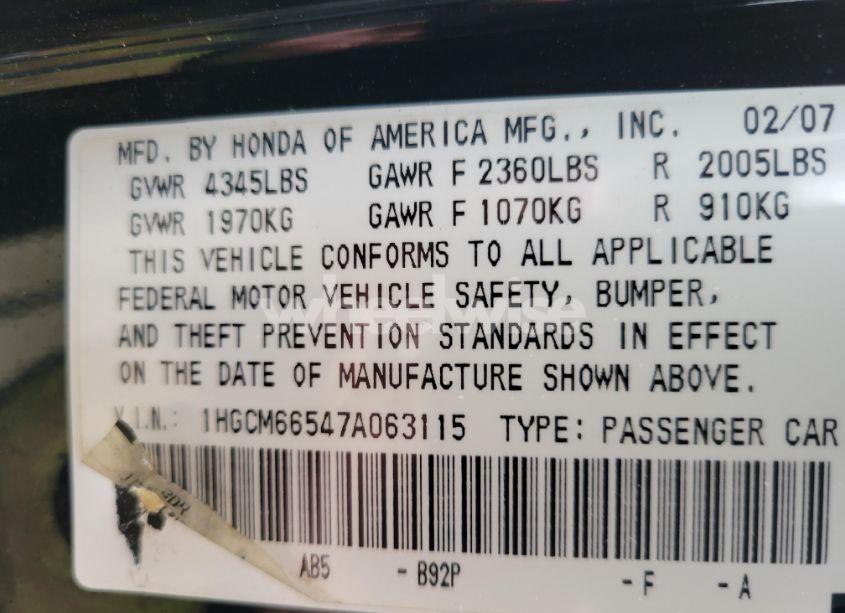 MFD. BY HONDA OF AMERICA MFG., INC. 02/07
GVWR 4345LBS GAWR F 2360LBS R 2005LBS
GVWR 1970KG GAWR F 1070KG R 910KG
THIS VEHICLE CONFORMS TO ALL APPLICABLE
FEDERAL MOTOR VEHICLE SAFETY, BUMPER,
AND THEFT PREVENTION STANDARDS IN EFFECT
ON THE DATE OF MANUFACTURE SHOWN ABOVE.
V.I.N.: 1HGCM66547A063115 TYPE: PASSENGER CAR
AB5 - B92P - F - A
wheelwise